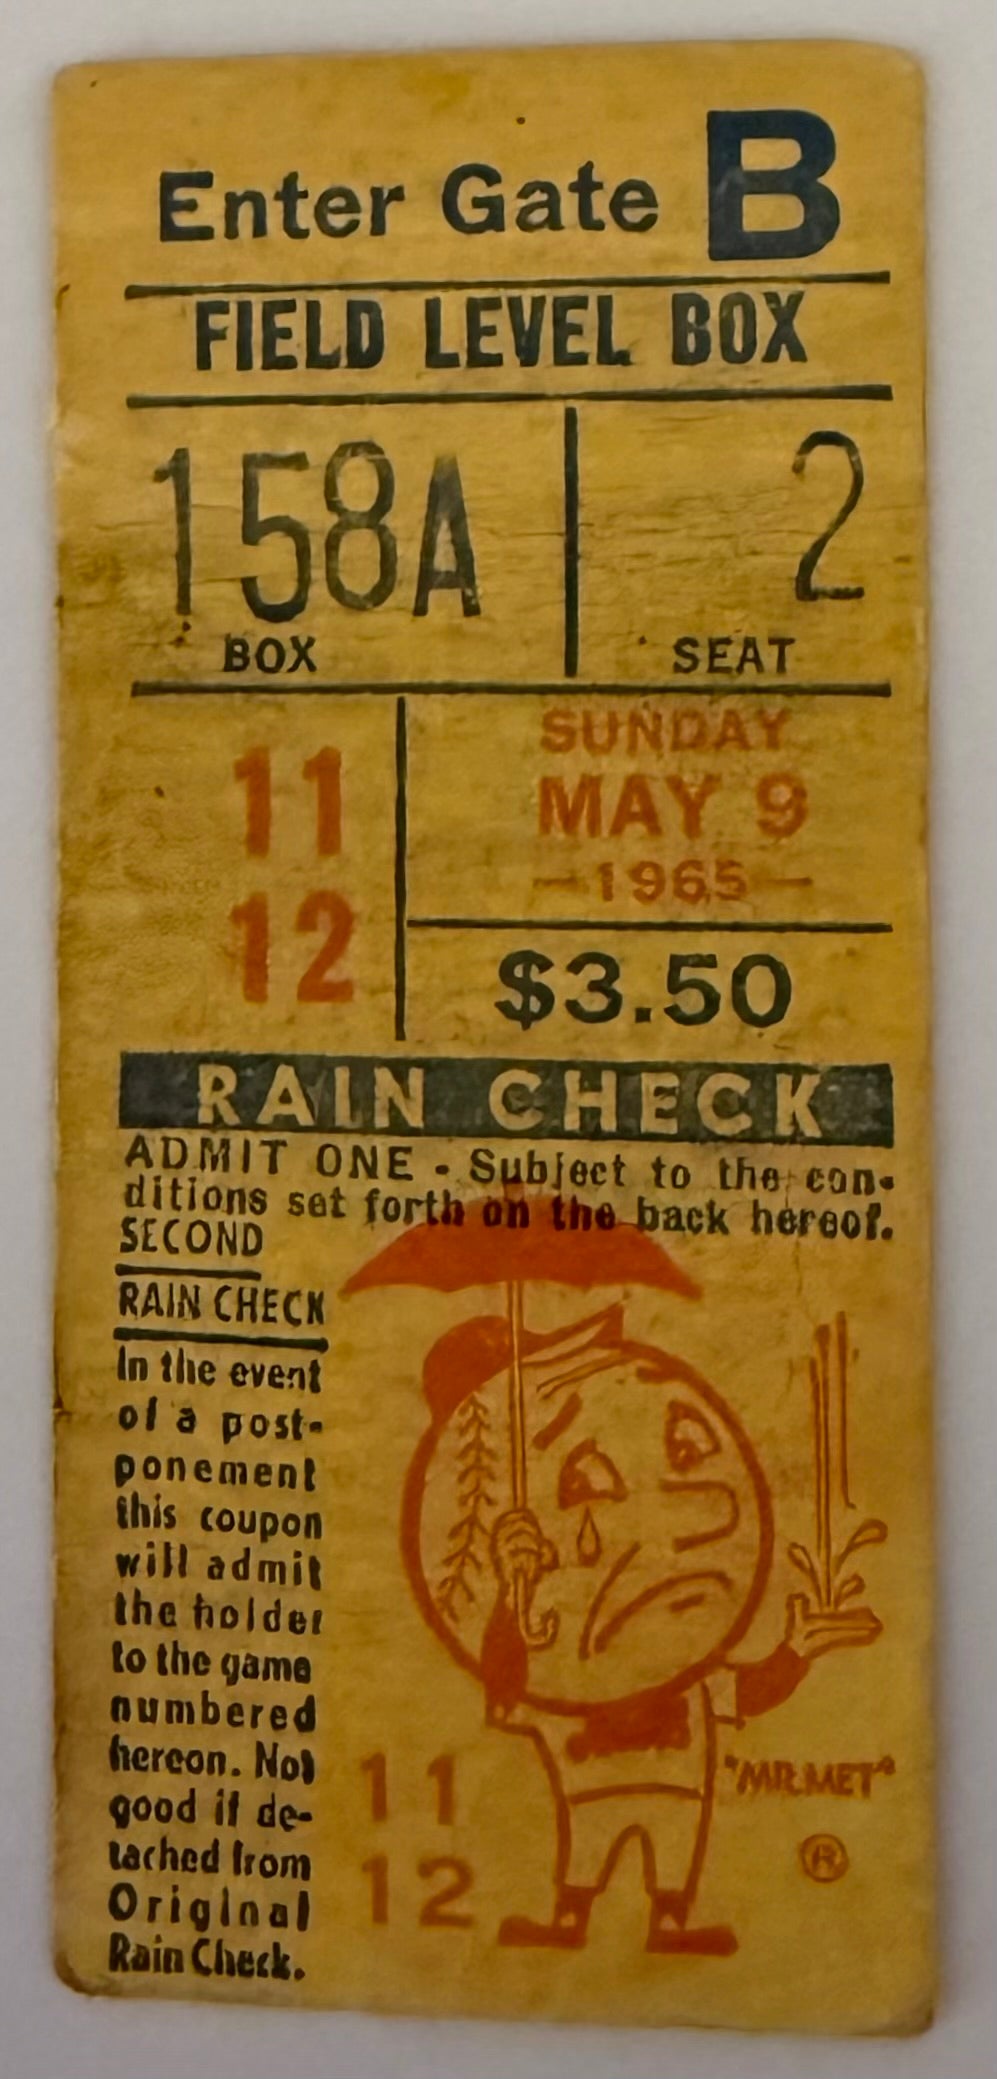 Enter Gate B
FIELD LEVEL BOX
158A 2
BOX SEAT
11
12
SUNDAY
MAY 9
—1965—
$3.50
RAIN CHECK
ADMIT ONE - Subject to the con-
ditions set forth on the back hereof.
SECOND
RAIN CHECK
In the event
of a post-
ponement
this coupon
will admit
the holder
to the game
numbered
hereon. Not
good if de-
tached from
Original
Rain Check.
11
12
"MR.MET"
®